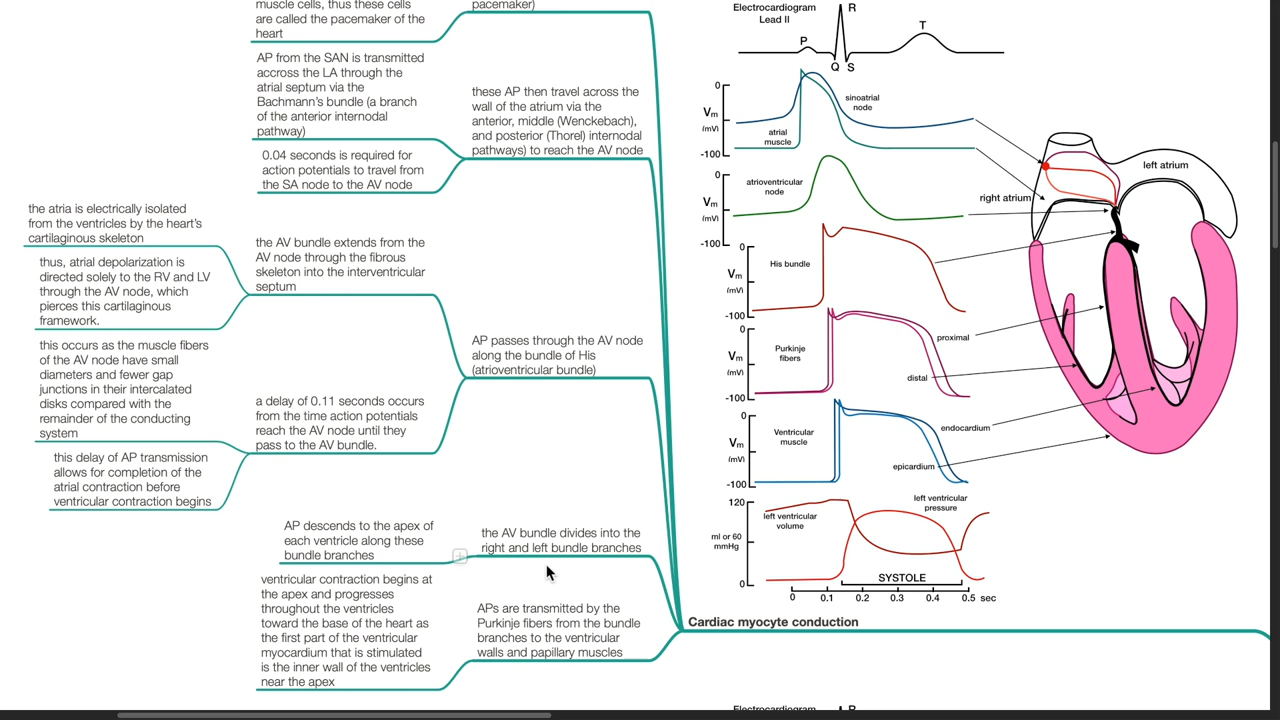 muscle cells, thus these cells
are called the pacemaker of the
heart
pacemaker)
AP from the SAN is transmitted
accross the LA through the
atrial septum via the
Bachmann's bundle (a branch
of the anterior internodal
pathway)
0.04 seconds is required for
action potentials to travel from
the SA node to the AV node
these AP then travel across the
wall of the atrium via the
anterior, middle (Wenckebach),
and posterior (Thorel) internodal
pathways) to reach the AV node
the atria is electrically isolated
from the ventricles by the heart's
cartilaginous skeleton
thus, atrial depolarization is
directed solely to the RV and LV
through the AV node, which
pierces this cartilaginous
framework.
the AV bundle extends from the
AV node through the fibrous
skeleton into the interventricular
septum
this occurs as the muscle fibers
of the AV node have small
diameters and fewer gap
junctions in their intercalated
disks compared with the
remainder of the conducting
system
this delay of AP transmission
allows for completion of the
atrial contraction before
ventricular contraction begins
a delay of 0.11 seconds occurs
from the time action potentials
reach the AV node until they
pass to the AV bundle.
AP passes through the AV node
along the bundle of His
(atrioventricular bundle)
AP descends to the apex of
each ventricle along these
bundle branches
the AV bundle divides into the
right and left bundle branches
ventricular contraction begins at
the apex and progresses
throughout the ventricles
toward the base of the heart as
the first part of the ventricular
myocardium that is stimulated
is the inner wall of the ventricles
near the apex
APs are transmitted by the
Purkinje fibers from the bundle
branches to the ventricular
walls and papillary muscles
Cardiac myocyte conduction
Electrocardiogram
Lead II
P
Q
R
S
T
0
Vm
(mV)
-100
sinoatrial
node
atrial
muscle
0
Vm
(mV)
-100
atrioventricular
node
0
Vm
(mV)
-100
His bundle
0
Vm
(mV)
-100
Purkinje
fibers
proximal
distal
0
Vm
(mV)
-100
Ventricular
muscle
endocardium
epicardium
120
ml or 60
mmHg
0
left ventricular
volume
left ventricular
pressure
SYSTOLE
0 0.1 0.2 0.3 0.4 0.5 sec
right atrium
left atrium
Electrocardiogram
R